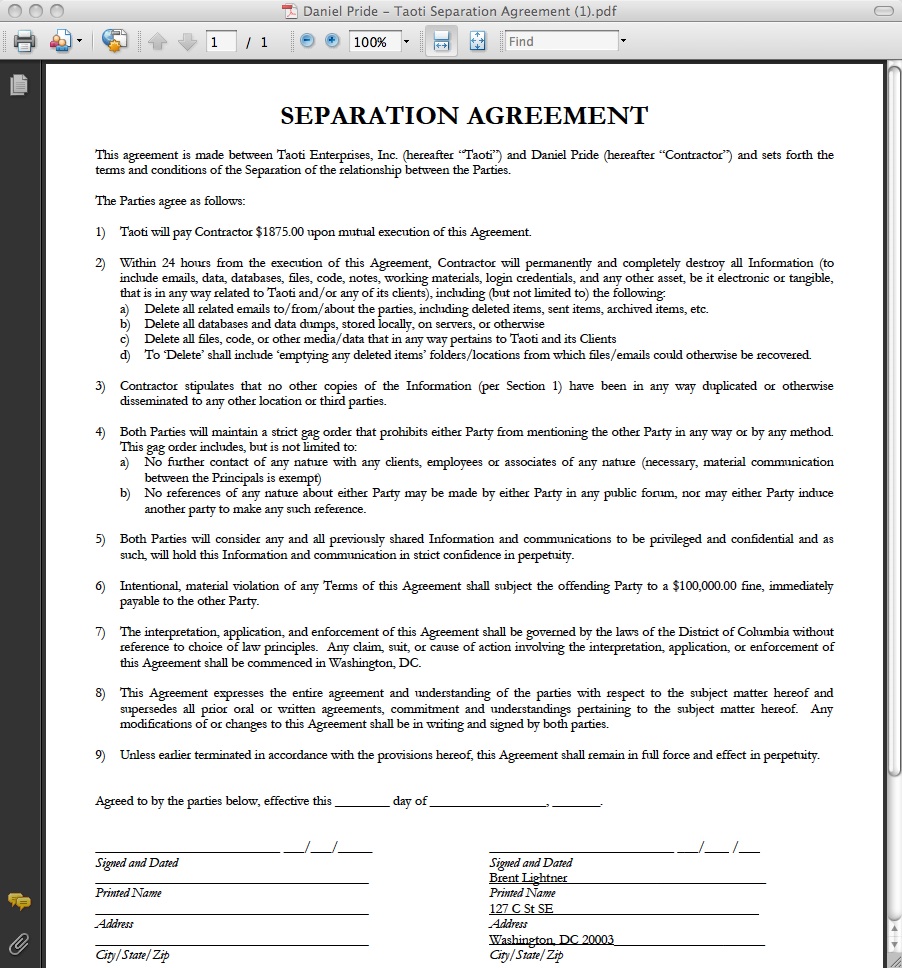 Daniel Pride – Taoti Separation Agreement (1).pdf
1 / 1 100% Find
SEPARATION AGREEMENT
This agreement is made between Taoti Enterprises, Inc. (hereafter “Taoti”) and Daniel Pride (hereafter “Contractor”) and sets forth the
terms and conditions of the Separation of the relationship between the Parties.
The Parties agree as follows:
1) Taoti will pay Contractor $1875.00 upon mutual execution of this Agreement.
2) Within 24 hours from the execution of this Agreement, Contractor will permanently and completely destroy all Information (to
include emails, data, databases, files, code, notes, working materials, login credentials, and any other asset, be it electronic or tangible,
that is in any way related to Taoti and/or any of its clients), including (but not limited to) the following:
a) Delete all related emails to/from/about the parties, including deleted items, sent items, archived items, etc.
b) Delete all databases and data dumps, stored locally, on servers, or otherwise
c) Delete all files, code, or other media/data that in any way pertains to Taoti and its Clients
d) To ‘Delete’ shall include ‘emptying any deleted items’ folders/locations from which files/emails could otherwise be recovered.
3) Contractor stipulates that no other copies of the Information (per Section 1) have been in any way duplicated or otherwise
disseminated to any other location or third parties.
4) Both Parties will maintain a strict gag order that prohibits either Party from mentioning the other Party in any way or by any method.
This gag order includes, but is not limited to:
a) No further contact of any nature with any clients, employees or associates of any nature (necessary, material communication
between the Principals is exempt)
b) No references of any nature about either Party may be made by either Party in any public forum, nor may either Party induce
another party to make any such reference.
5) Both Parties will consider any and all previously shared Information and communications to be privileged and confidential and as
such, will hold this Information and communication in strict confidence in perpetuity.
6) Intentional, material violation of any Terms of this Agreement shall subject the offending Party to a $100,000.00 fine, immediately
payable to the other Party.
7) The interpretation, application, and enforcement of this Agreement shall be governed by the laws of the District of Columbia without
reference to choice of law principles. Any claim, suit, or cause of action involving the interpretation, application, or enforcement of
this Agreement shall be commenced in Washington, DC.
8) This Agreement expresses the entire agreement and understanding of the parties with respect to the subject matter hereof and
supersedes all prior oral or written agreements, commitment and understandings pertaining to the subject matter hereof. Any
modifications of or changes to this Agreement shall be in writing and signed by both parties.
9) Unless earlier terminated in accordance with the provisions hereof, this Agreement shall remain in full force and effect in perpetuity.
Agreed to by the parties below, effective this ________ day of _________________, _______.
___________________________ ___/___/_____ ___________________________ ___/___ /___
Signed and Dated Signed and Dated
Brent Lightner
Printed Name Printed Name
127 C St SE
Address Address
Washington, DC 20003
City/State/Zip City/State/Zip